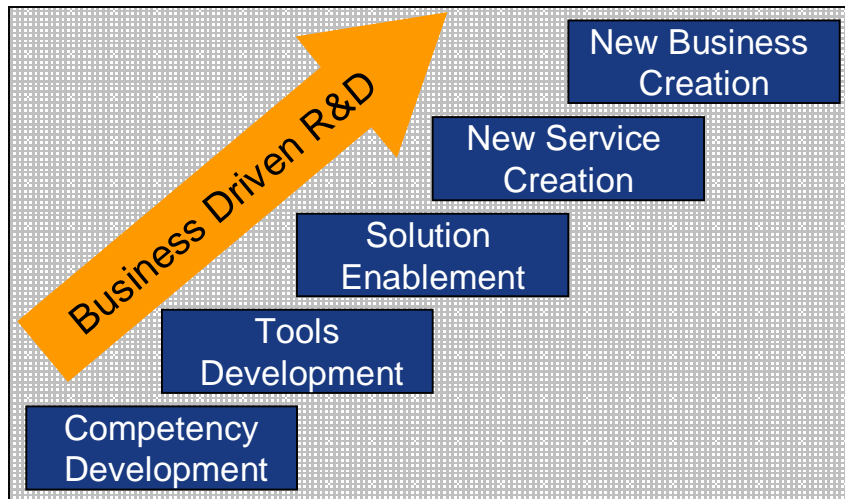 New Business
Creation
New Service
Creation
Business Driven R&D
Solution
Enablement
Tools
Development
Competency
Development